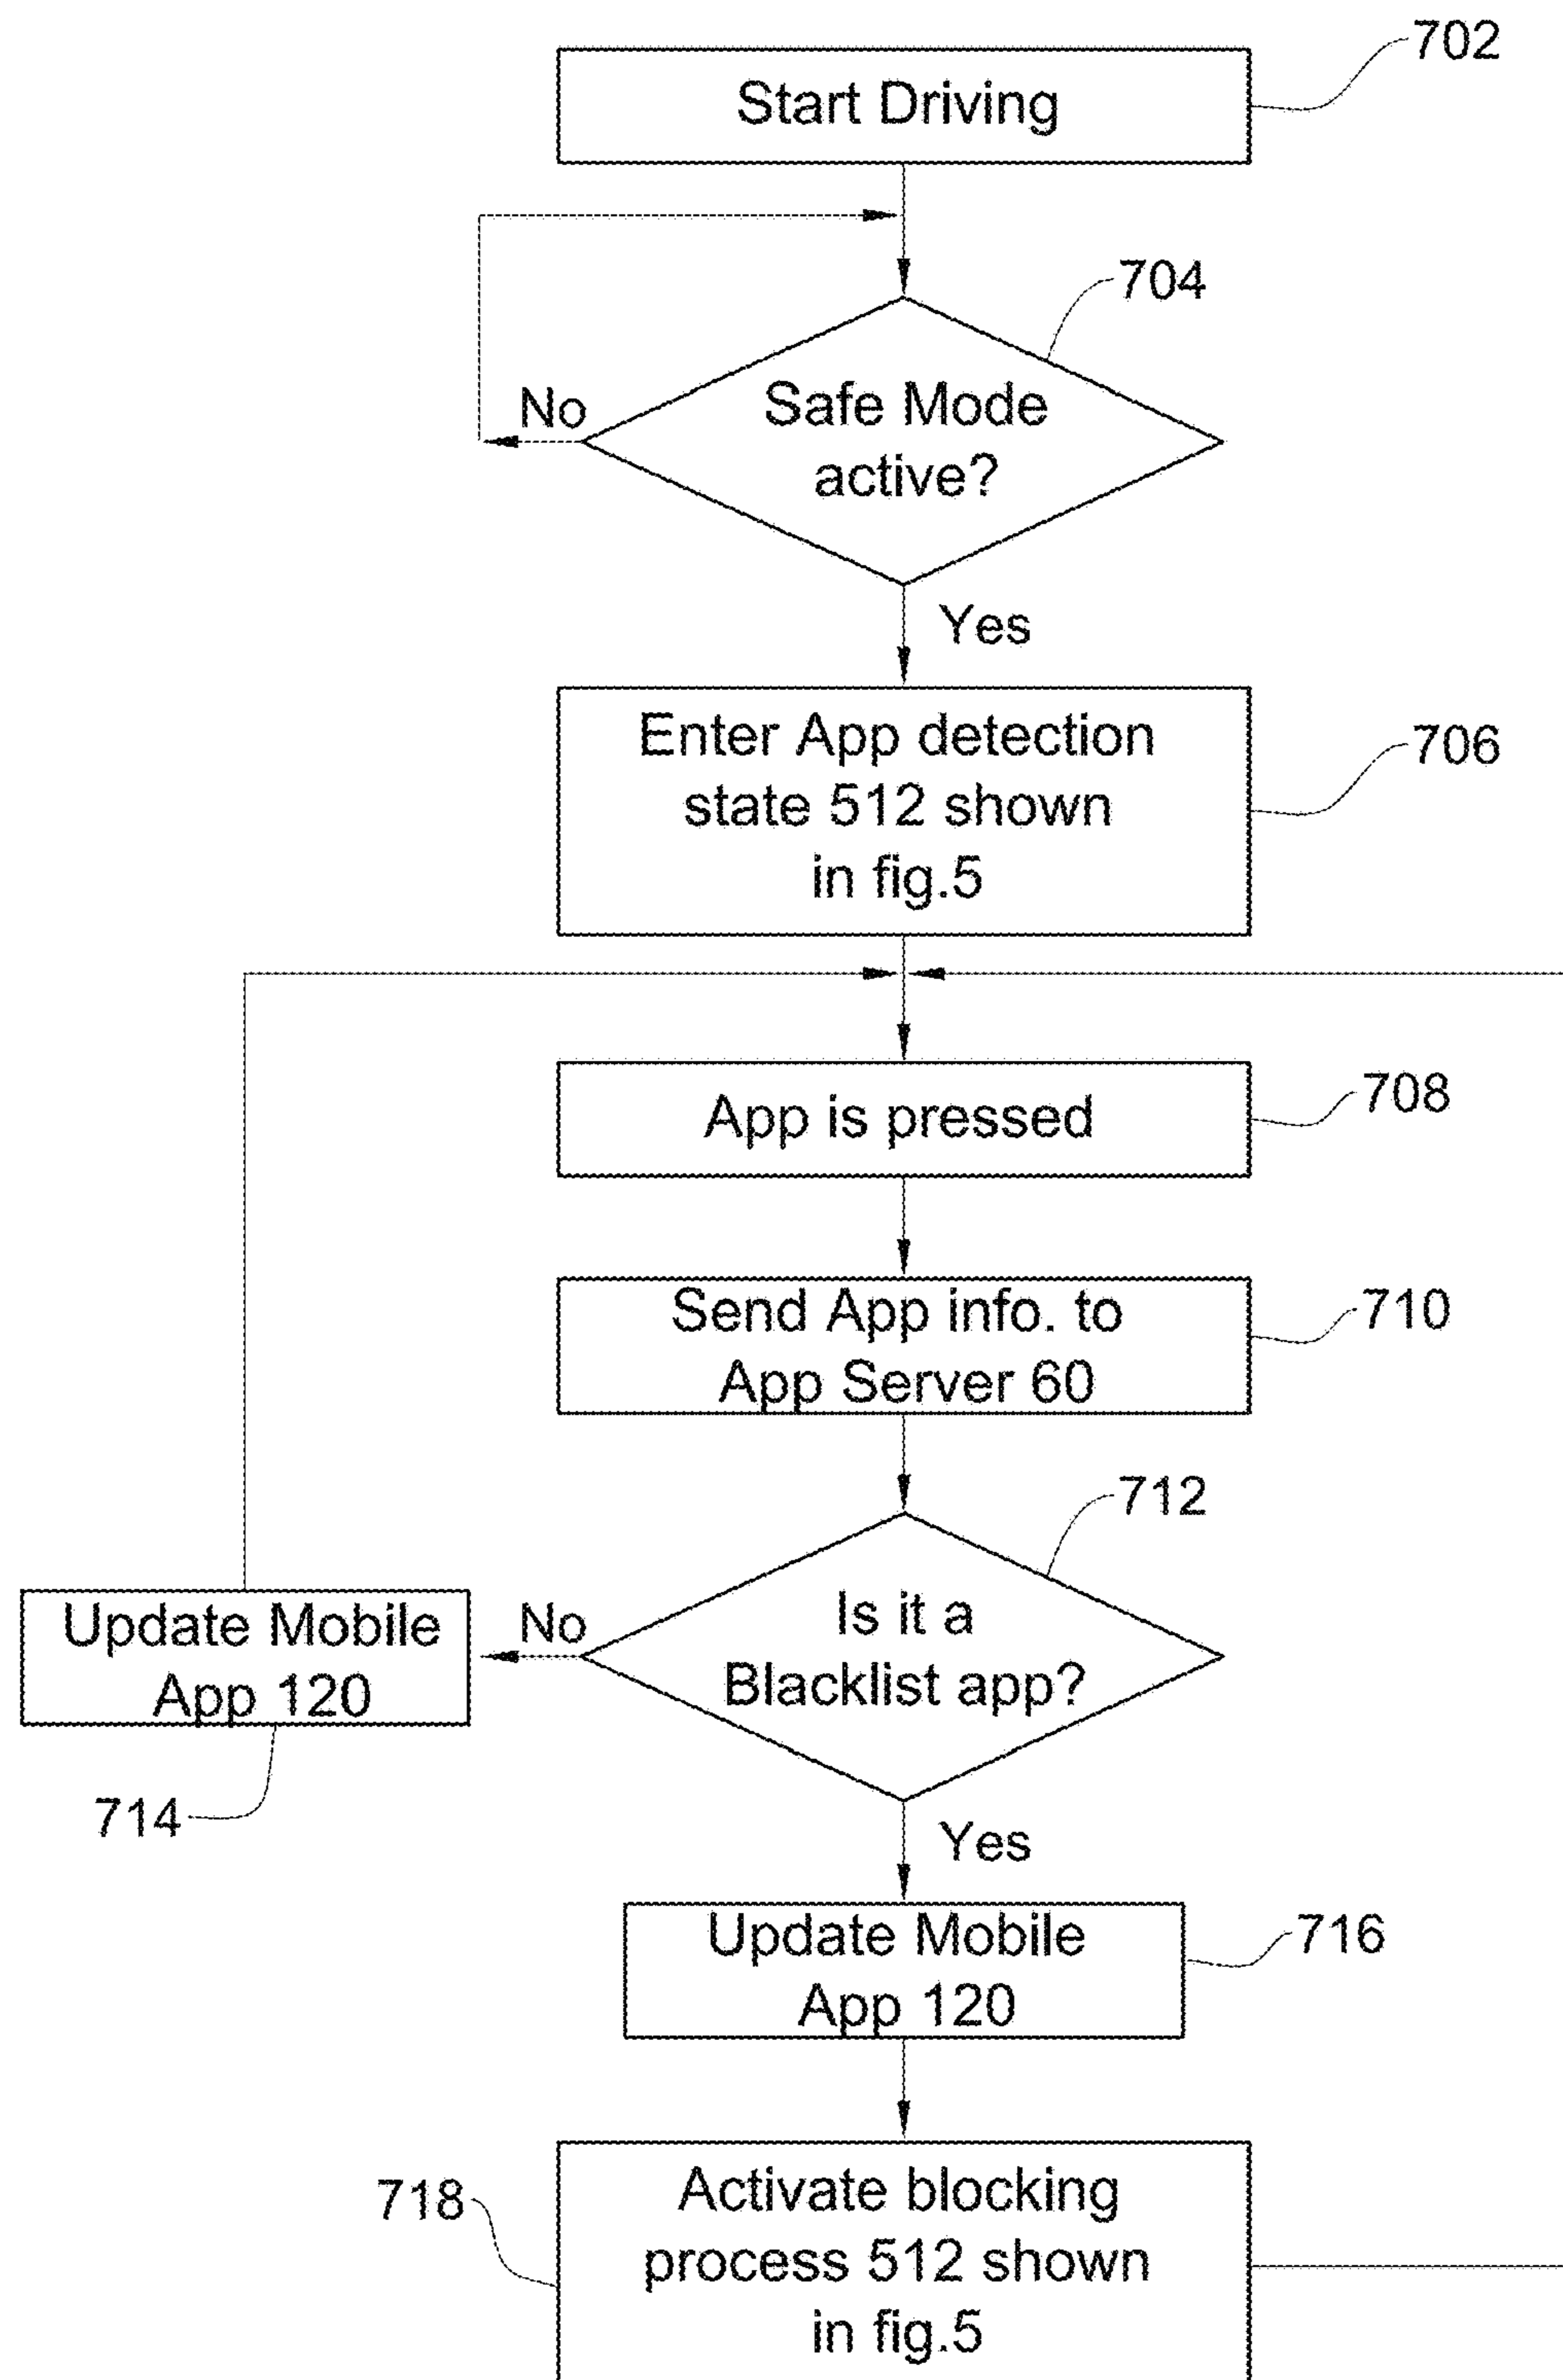 702
Start Driving
704
Safe Mode
active?
No
Yes
Enter App detection
state 512 shown
in fig.5
706
App is pressed
708
Send App info. to
App Server 60
710
712
Is it a
Blacklist app?
No
Update Mobile
App 120
714
Yes
Update Mobile
App 120
716
Activate blocking
process 512 shown
in fig.5
718